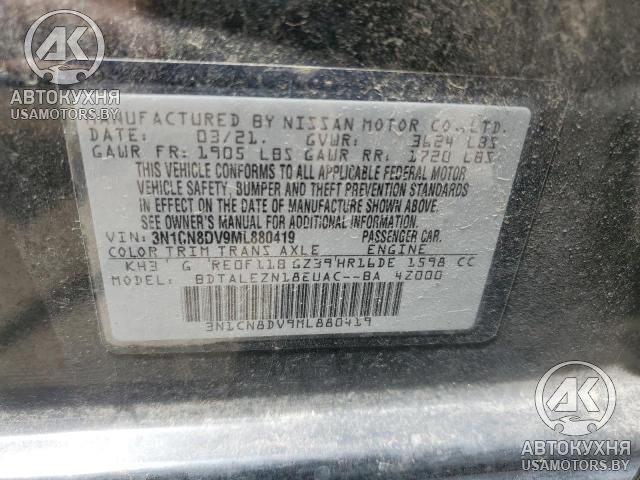 AK
АВТОКУХНЯ
USAMOTORS.BY
MANUFACTURED BY NISSAN MOTOR CO., LTD.
DATE: 03/21. GVWR: 3624 LBS
GAWR FR: 1905 LBS GAWR RR: 1720 LBS
THIS VEHICLE CONFORMS TO ALL APPLICABLE FEDERAL MOTOR
VEHICLE SAFETY, BUMPER AND THEFT PREVENTION STANDARDS
IN EFFECT ON THE DATE OF MANUFACTURE SHOWN ABOVE.
SEE OWNER'S MANUAL FOR ADDITIONAL INFORMATION.
VIN: 3N1CN8DV9ML880419 PASSENGER CAR.
COLOR TRIM TRANS AXLE ENGINE
KH3 G RE0F11B GZ39 HR16DE 1598 CC
MODEL: BDTALEZN18EUAC--BA 4Z000
3N1CN8DV9ML880419
AK
АВТОКУХНЯ
USAMOTORS.BY